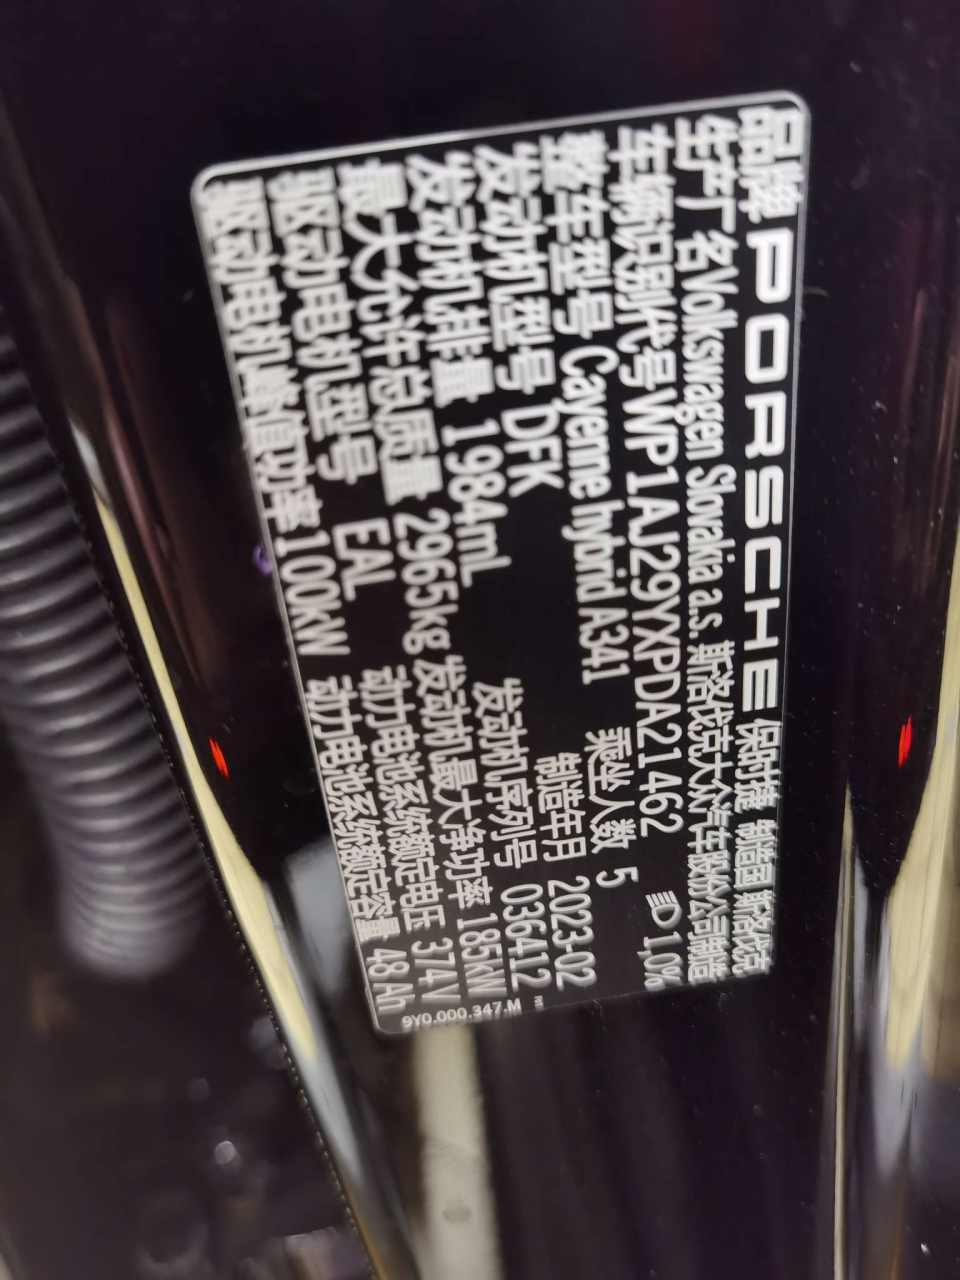 品牌 PORSCHE 保时捷 制造国 斯洛伐克
生产厂名 Volkswagen Slovakia a.s. 斯洛伐克大众汽车股份公司制造
车辆识别代号 WP1AJ29YXPDA21462 1,0%
整车型号 Cayenne hybrid A341 乘坐人数 5
发动机型号 DFK 制造年月 2023-02
发动机排量 1984mL 发动机序列号 036412
最大允许总质量 2965kg 发动机最大净功率 185kW
驱动电机型号 EAL 动力电池系统额定电压 374V
驱动电机峰值功率 100kW 动力电池系统额定容量 48Ah
9Y0.000.347.M